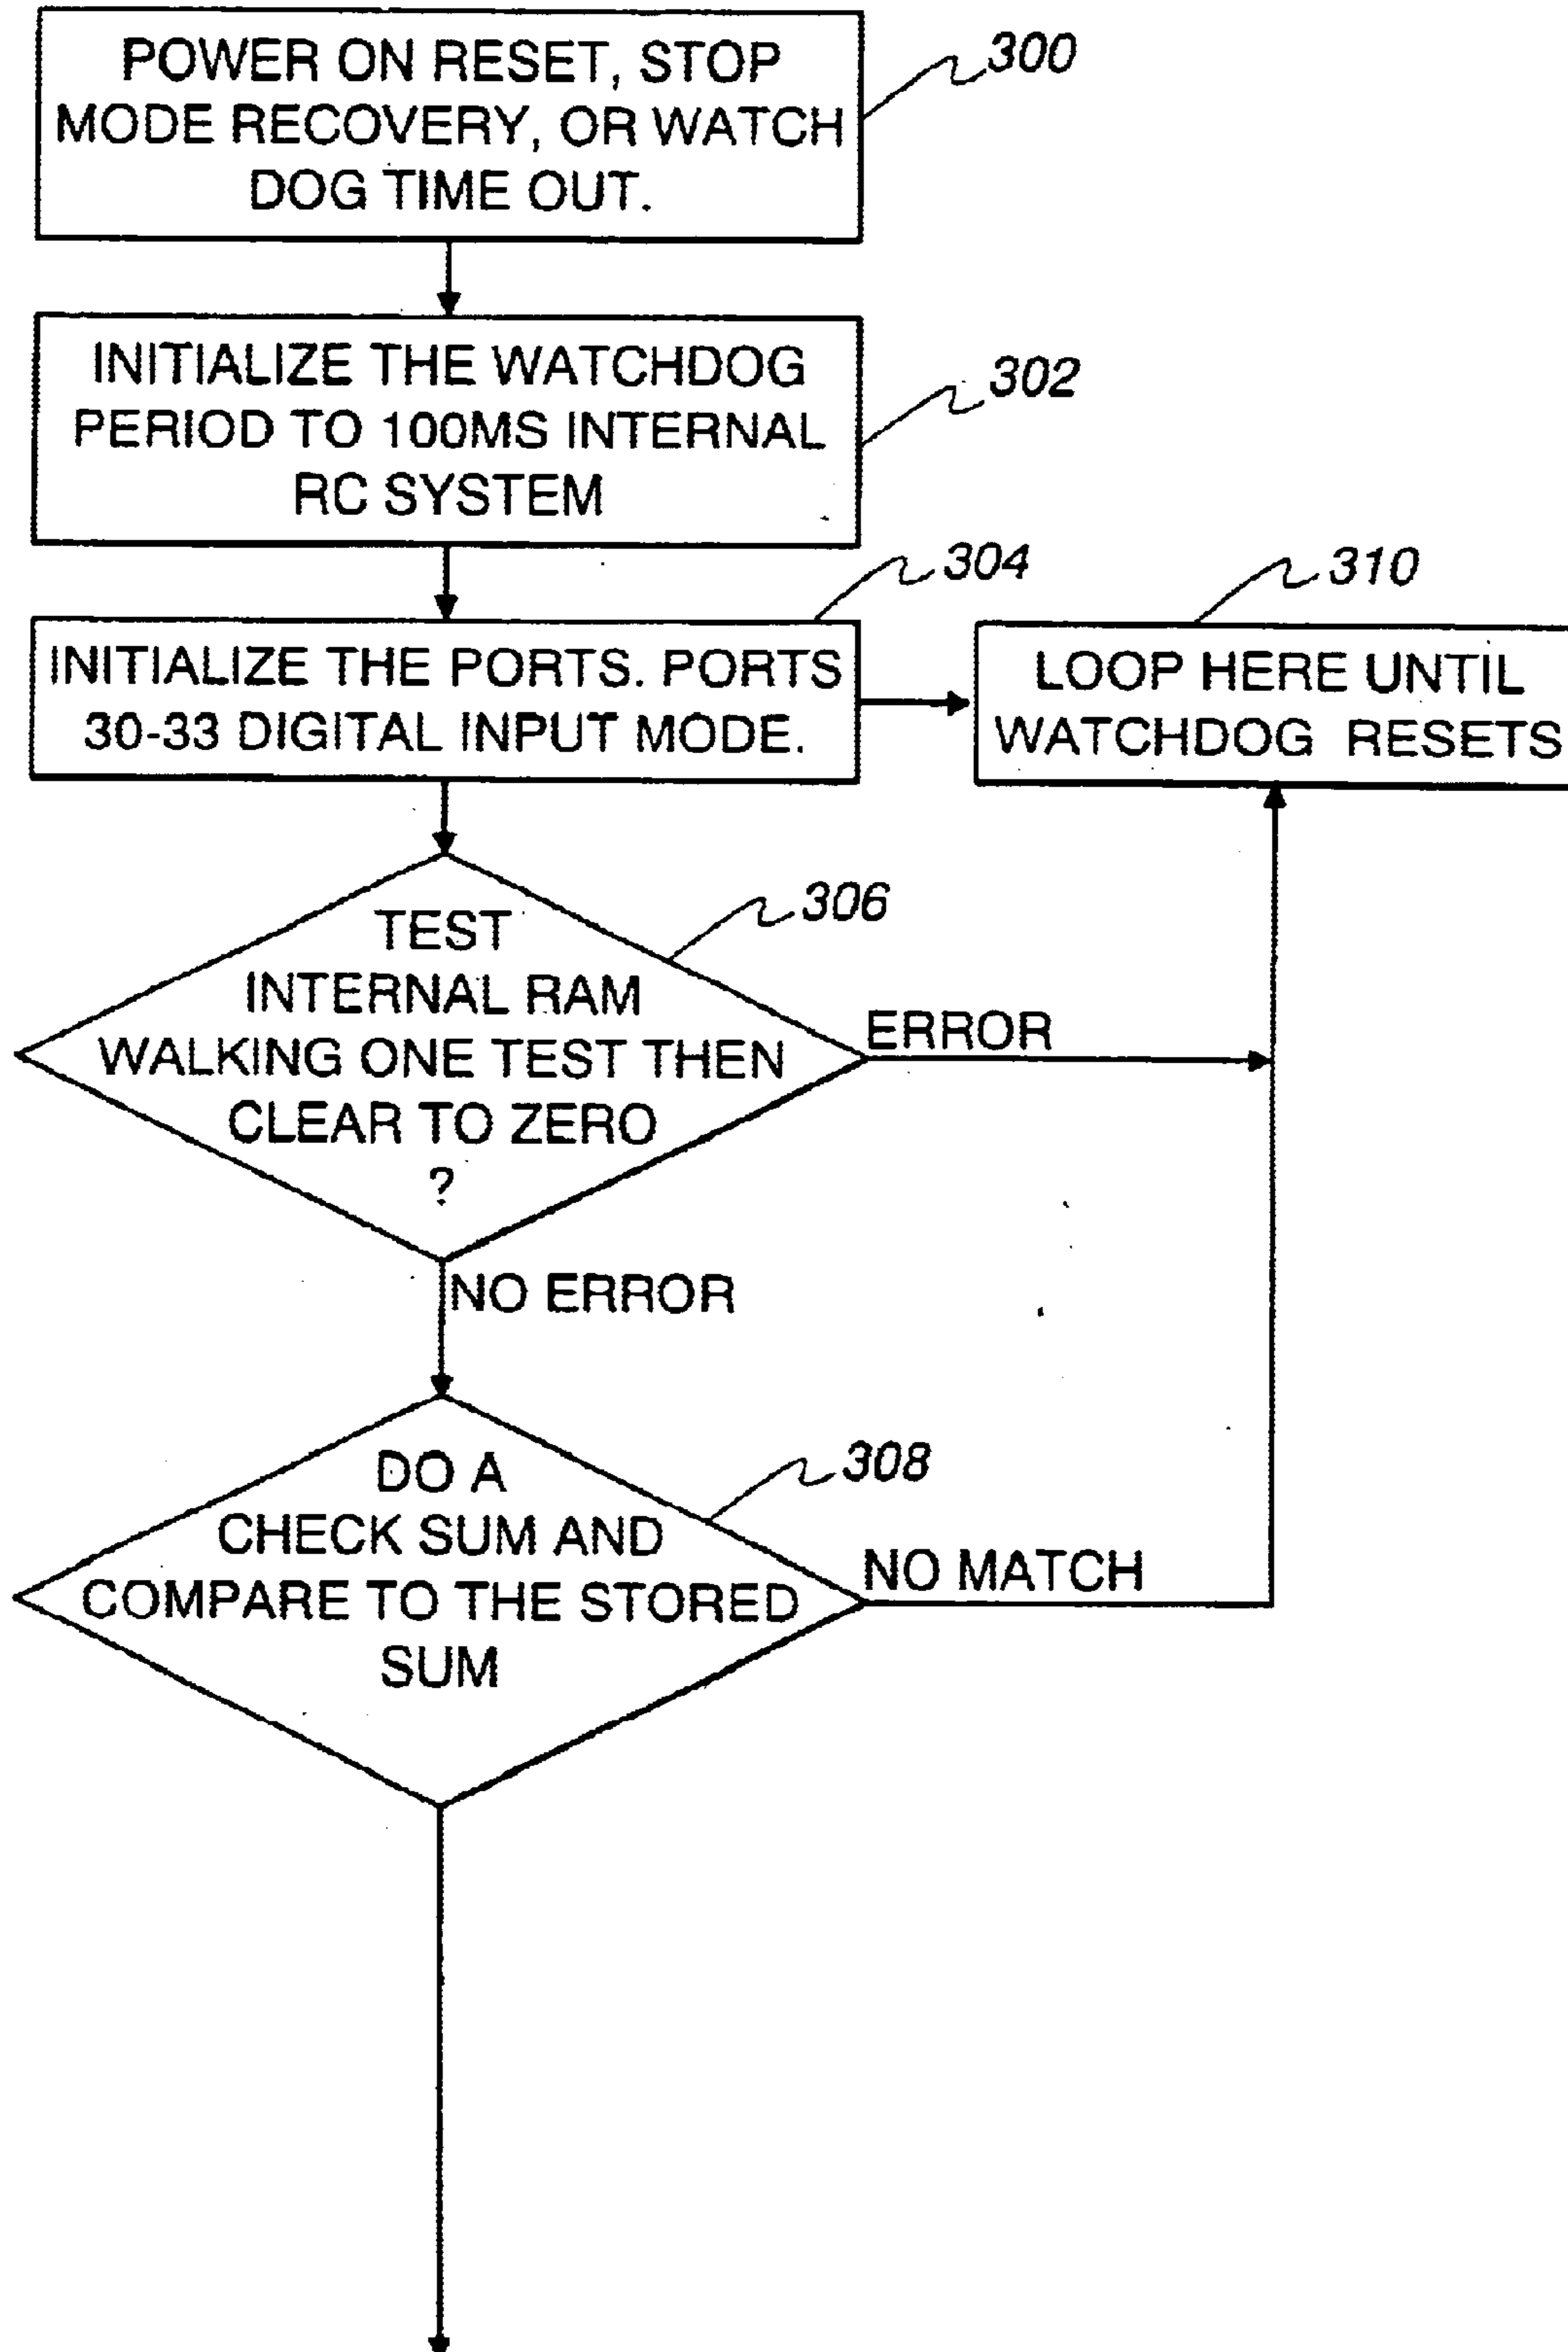 POWER ON RESET, STOP
MODE RECOVERY, OR WATCH
DOG TIME OUT.
300
INITIALIZE THE WATCHDOG
PERIOD TO 100MS INTERNAL
RC SYSTEM
302
INITIALIZE THE PORTS. PORTS
30-33 DIGITAL INPUT MODE.
304
LOOP HERE UNTIL
WATCHDOG RESETS
310
TEST
INTERNAL RAM
WALKING ONE TEST THEN
CLEAR TO ZERO
?
306
ERROR
NO ERROR
DO A
CHECK SUM AND
COMPARE TO THE STORED
SUM
308
NO MATCH